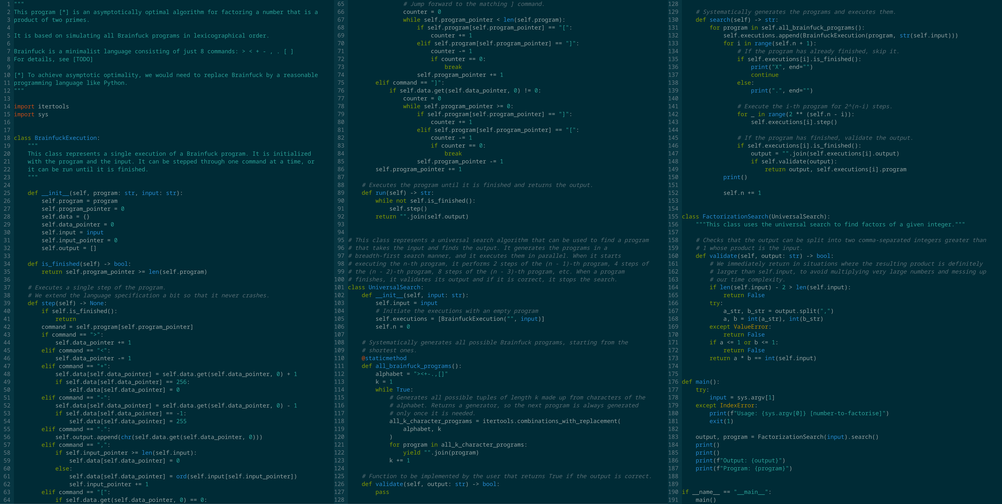 1 """
2 This program [*] is an asymptotically optimal algorithm for factoring a number that is a
3 product of two primes.
4
5 It is based on simulating all Brainfuck programs in lexicographical order.
6
7 Brainfuck is a minimalist language consisting of just 8 commands: > < + - . , [ ]
8 For details, see [TODO]
9
10 [*] To achieve asymptotic optimality, we would need to replace Brainfuck by a reasonable
11 programming language like Python.
12 """
13
14 import itertools
15 import sys
16
17
18 class BrainfuckExecution:
19 """
20 This class represents a single execution of a Brainfuck program. It is initialized
21 with the program and the input. It can be stepped through one command at a time, or
22 it can be run until it is finished.
23 """
24
25 def __init__(self, program: str, input: str):
26 self.program = program
27 self.program_pointer = 0
28 self.data = {}
29 self.data_pointer = 0
30 self.input = input
31 self.input_pointer = 0
32 self.output = []
33
34 def is_finished(self) -> bool:
35 return self.program_pointer >= len(self.program)
36
37 # Executes a single step of the program.
38 # We extend the language specification a bit so that it never crashes.
39 def step(self) -> None:
40 if self.is_finished():
41 return
42 command = self.program[self.program_pointer]
43 if command == ">":
44 self.data_pointer += 1
45 elif command == "<":
46 self.data_pointer -= 1
47 elif command == "+":
48 self.data[self.data_pointer] = self.data.get(self.data_pointer, 0) + 1
49 if self.data[self.data_pointer] == 256:
50 self.data[self.data_pointer] = 0
51 elif command == "-":
52 self.data[self.data_pointer] = self.data.get(self.data_pointer, 0) - 1
53 if self.data[self.data_pointer] == -1:
54 self.data[self.data_pointer] = 255
55 elif command == ".":
56 self.output.append(chr(self.data.get(self.data_pointer, 0)))
57 elif command == ",":
58 if self.input_pointer >= len(self.input):
59 self.data[self.data_pointer] = 0
60 else:
61 self.data[self.data_pointer] = ord(self.input[self.input_pointer])
62 self.input_pointer += 1
63 elif command == "[":
64 if self.data.get(self.data_pointer, 0) == 0:
65 # Jump forward to the matching ] command.
66 counter = 0
67 while self.program_pointer < len(self.program):
68 if self.program[self.program_pointer] == "[":
69 counter += 1
70 elif self.program[self.program_pointer] == "]":
71 counter -= 1
72 if counter == 0:
73 break
74 self.program_pointer += 1
75 elif command == "]":
76 if self.data.get(self.data_pointer, 0) != 0:
77 counter = 0
78 while self.program_pointer >= 0:
79 if self.program[self.program_pointer] == "]":
80 counter += 1
81 elif self.program[self.program_pointer] == "[":
82 counter -= 1
83 if counter == 0:
84 break
85 self.program_pointer -= 1
86 self.program_pointer += 1
87
88 # Executes the program until it is finished and returns the output.
89 def run(self) -> str:
90 while not self.is_finished():
91 self.step()
92 return "".join(self.output)
93
94
95 # This class represents a universal search algorithm that can be used to find a program
96 # that takes the input and finds the output. It generates the programs in a
97 # breadth-first search manner, and it executes them in parallel. When it starts
98 # executing the n-th program, it performs 2 steps of the (n - 1)-th program, 4 steps of
99 # the (n - 2)-th program, 8 steps of the (n - 3)-th program, etc. When a program
100 # finishes, it validates its output and if it is correct, it stops the search.
101 class UniversalSearch:
102 def __init__(self, input: str):
103 self.input = input
104 # Initiate the executions with an empty program
105 self.executions = [BrainfuckExecution("", input)]
106 self.n = 0
107
108 # Systematically generates all possible Brainfuck programs, starting from the
109 # shortest ones.
110 @staticmethod
111 def all_brainfuck_programs():
112 alphabet = "><+-.,[]"
113 k = 1
114 while True:
115 # Generates all possible tuples of length k made up from characters of the
116 # alphabet. Returns a generator, so the next program is always generated
117 # only once it is needed.
118 all_k_character_programs = itertools.combinations_with_replacement(
119 alphabet, k
120 )
121 for program in all_k_character_programs:
122 yield "".join(program)
123 k += 1
124
125 # Function to be implemented by the user that returns True if the output is correct.
126 def validate(self, output: str) -> bool:
127 pass
128
129
130 # Systematically generates the programs and executes them.
130 def search(self) -> str:
131 for program in self.all_brainfuck_programs():
132 self.executions.append(BrainfuckExecution(program, str(self.input)))
133 for i in range(self.n + 1):
134 # If the program has already finished, skip it.
135 if self.executions[i].is_finished():
136 print("X", end="")
137 continue
138 else:
139 print(".", end="")
140
141 # Execute the i-th program for 2^(n-i) steps.
142 for _ in range(2 ** (self.n - i)):
143 self.executions[i].step()
144
145 # If the program has finished, validate the output.
146 if self.executions[i].is_finished():
147 output = "".join(self.executions[i].output)
148 if self.validate(output):
149 return output, self.executions[i].program
150 print()
151
152 self.n += 1
153
154
155 class FactorizationSearch(UniversalSearch):
156 """This class uses the universal search to find factors of a given integer."""
157
158 # Checks that the output can be split into two comma-separated integers greater than
159 # 1 whose product is the input.
160 def validate(self, output: str) -> bool:
161 # We immediately return in situations where the resulting product is definitely
162 # larger than self.input, to avoid multiplying very large numbers and messing up
163 # our time complexity.
164 if len(output) - 2 > len(self.input):
165 return False
166 try:
167 a_str, b_str = output.split(",")
168 a, b = int(a_str), int(b_str)
169 except ValueError:
170 return False
171 if a <= 1 or b <= 1:
172 return False
173 return a * b == int(self.input)
174
175
176 def main():
177 try:
178 input = sys.argv[1]
179 except IndexError:
180 print(f"Usage: {sys.argv[0]} [number-to-factorise]")
181 exit(1)
182
183 output, program = FactorizationSearch(input).search()
184 print()
185 print()
186 print(f"Output: {output}")
187 print(f"Program: {program}")
188
189
190 if __name__ == "__main__":
191 main()